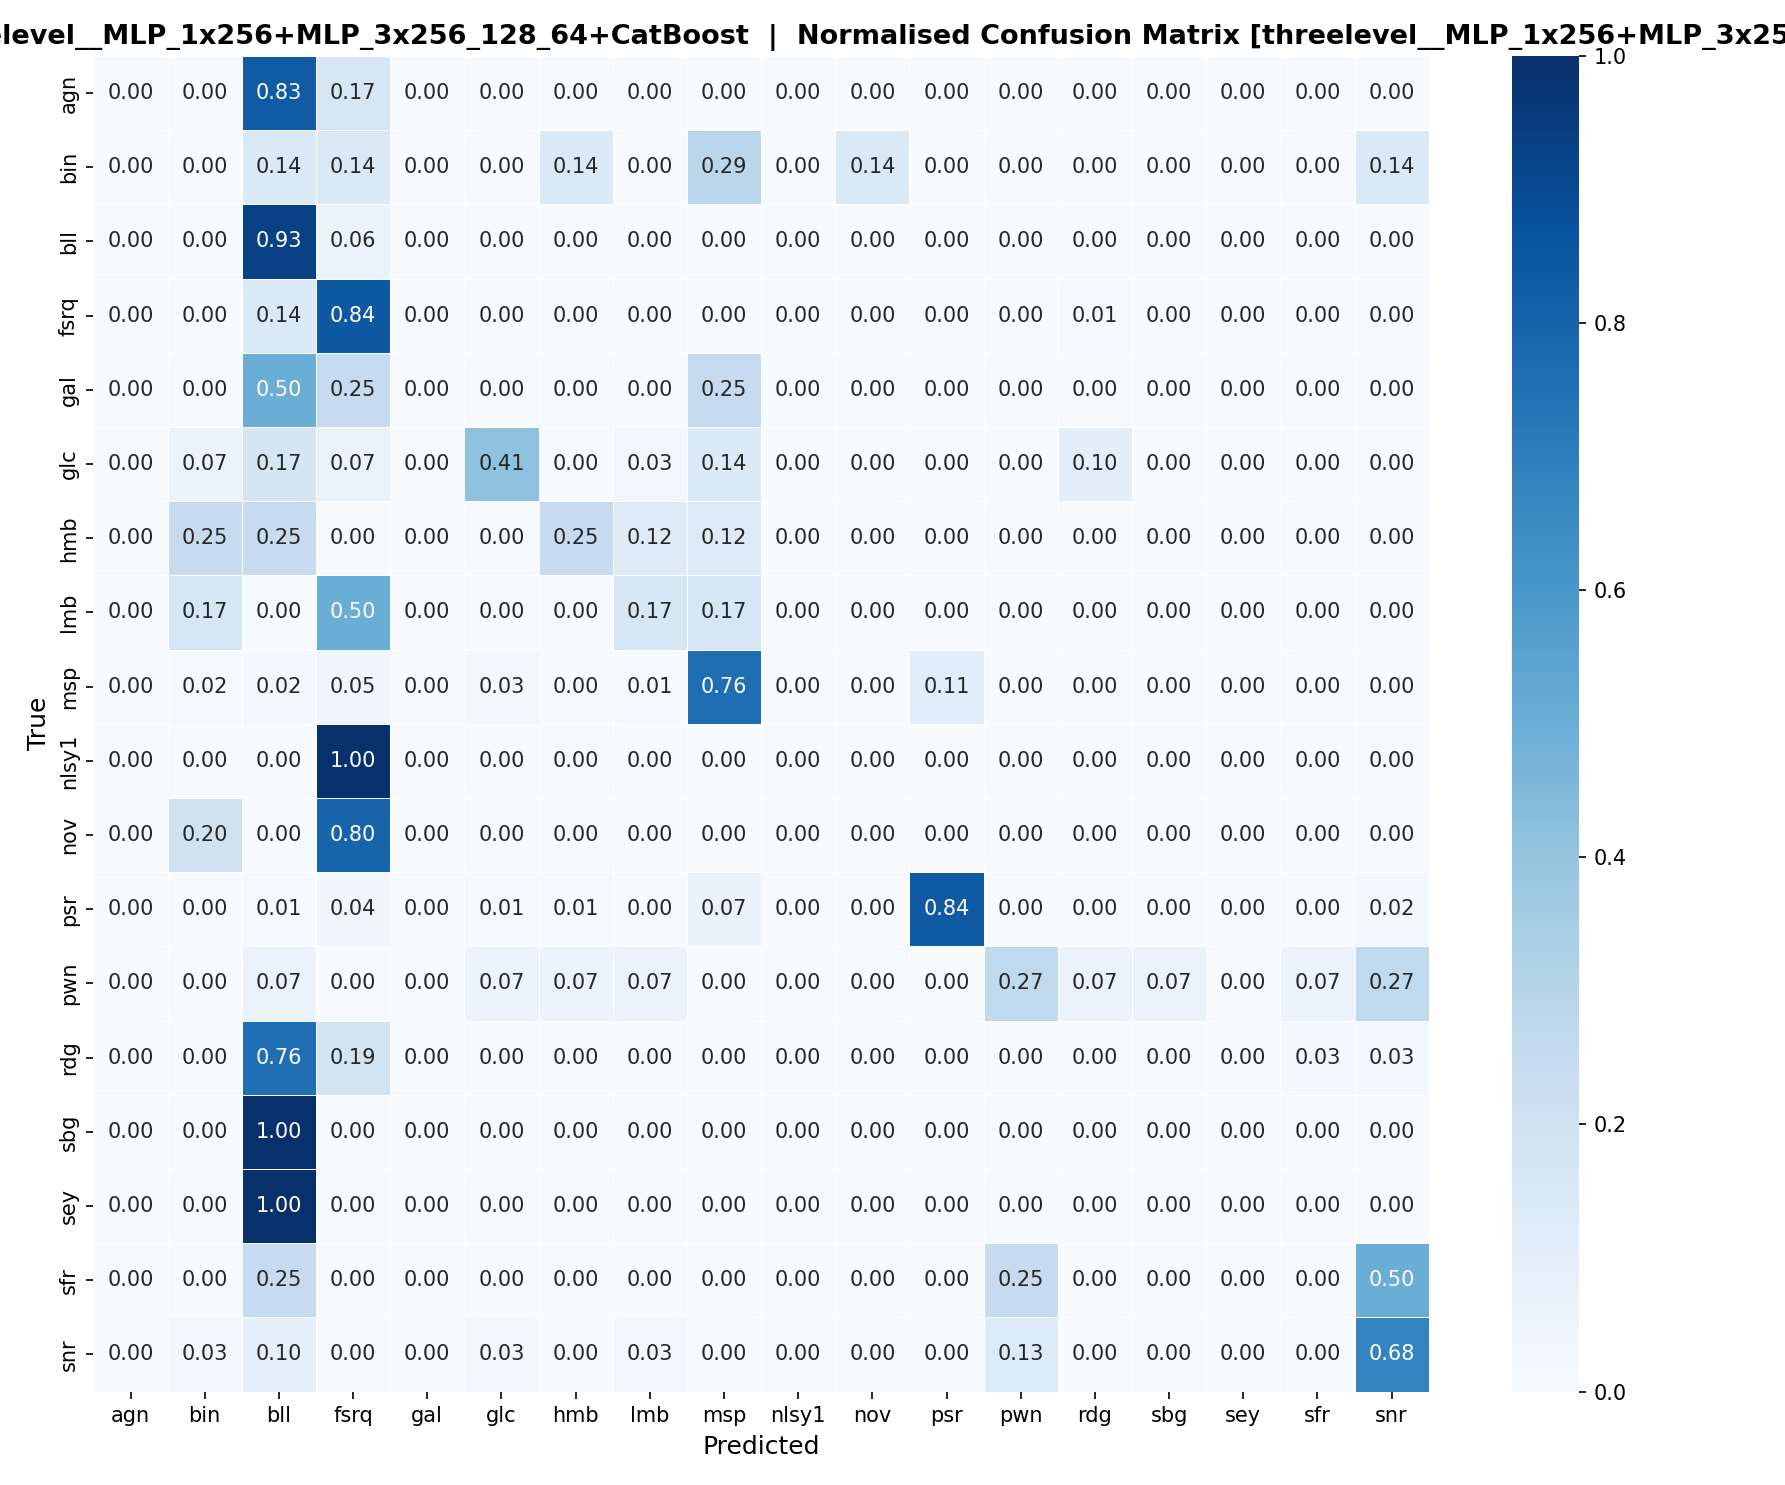 elevel__MLP_1x256+MLP_3x256_128_64+CatBoost | Normalised Confusion Matrix [threelevel__MLP_1x256+MLP_3x25
agn 0.00 0.00 0.83 0.17 0.00 0.00 0.00 0.00 0.00 0.00 0.00 0.00 0.00 0.00 0.00 0.00 0.00 0.00
bin 0.00 0.00 0.14 0.14 0.00 0.00 0.14 0.00 0.29 0.00 0.14 0.00 0.00 0.00 0.00 0.00 0.00 0.14
bll 0.00 0.00 0.93 0.06 0.00 0.00 0.00 0.00 0.00 0.00 0.00 0.00 0.00 0.00 0.00 0.00 0.00 0.00
fsrq 0.00 0.00 0.14 0.84 0.00 0.00 0.00 0.00 0.00 0.00 0.00 0.00 0.00 0.01 0.00 0.00 0.00 0.00
gal 0.00 0.00 0.50 0.25 0.00 0.00 0.00 0.00 0.25 0.00 0.00 0.00 0.00 0.00 0.00 0.00 0.00 0.00
glc 0.00 0.07 0.17 0.07 0.00 0.41 0.00 0.03 0.14 0.00 0.00 0.00 0.00 0.10 0.00 0.00 0.00 0.00
hmb 0.00 0.25 0.25 0.00 0.00 0.00 0.25 0.12 0.12 0.00 0.00 0.00 0.00 0.00 0.00 0.00 0.00 0.00
lmb 0.00 0.17 0.00 0.50 0.00 0.00 0.00 0.17 0.17 0.00 0.00 0.00 0.00 0.00 0.00 0.00 0.00 0.00
msp 0.00 0.02 0.02 0.05 0.00 0.03 0.00 0.01 0.76 0.00 0.00 0.11 0.00 0.00 0.00 0.00 0.00 0.00
nlsy1 0.00 0.00 0.00 1.00 0.00 0.00 0.00 0.00 0.00 0.00 0.00 0.00 0.00 0.00 0.00 0.00 0.00 0.00
nov 0.00 0.20 0.00 0.80 0.00 0.00 0.00 0.00 0.00 0.00 0.00 0.00 0.00 0.00 0.00 0.00 0.00 0.00
psr 0.00 0.00 0.01 0.04 0.00 0.01 0.01 0.00 0.07 0.00 0.00 0.84 0.00 0.00 0.00 0.00 0.00 0.02
pwn 0.00 0.00 0.07 0.00 0.00 0.07 0.07 0.07 0.00 0.00 0.00 0.00 0.27 0.07 0.07 0.00 0.07 0.27
rdg 0.00 0.00 0.76 0.19 0.00 0.00 0.00 0.00 0.00 0.00 0.00 0.00 0.00 0.00 0.00 0.00 0.03 0.03
sbg 0.00 0.00 1.00 0.00 0.00 0.00 0.00 0.00 0.00 0.00 0.00 0.00 0.00 0.00 0.00 0.00 0.00 0.00
sey 0.00 0.00 1.00 0.00 0.00 0.00 0.00 0.00 0.00 0.00 0.00 0.00 0.00 0.00 0.00 0.00 0.00 0.00
sfr 0.00 0.00 0.25 0.00 0.00 0.00 0.00 0.00 0.00 0.00 0.00 0.00 0.25 0.00 0.00 0.00 0.00 0.50
snr 0.00 0.03 0.10 0.00 0.00 0.03 0.00 0.03 0.00 0.00 0.00 0.00 0.13 0.00 0.00 0.00 0.00 0.68
agn bin bll fsrq gal glc hmb lmb msp nlsy1 nov psr pwn rdg sbg sey sfr snr
Predicted
True
1.0
0.8
0.6
0.4
0.2
0.0